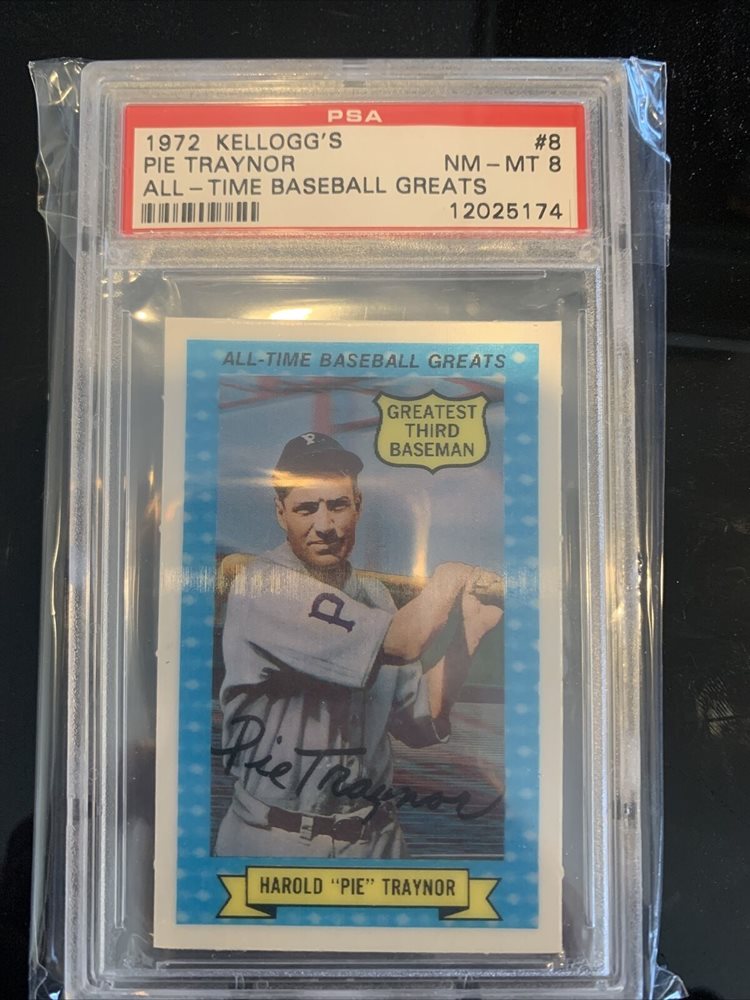 PSA
1972 KELLOGG'S #8
PIE TRAYNOR NM-MT 8
ALL-TIME BASEBALL GREATS
12025174
ALL-TIME BASEBALL GREATS
GREATEST
THIRD
BASEMAN
P
P
Pie Traynor
HAROLD "PIE" TRAYNOR